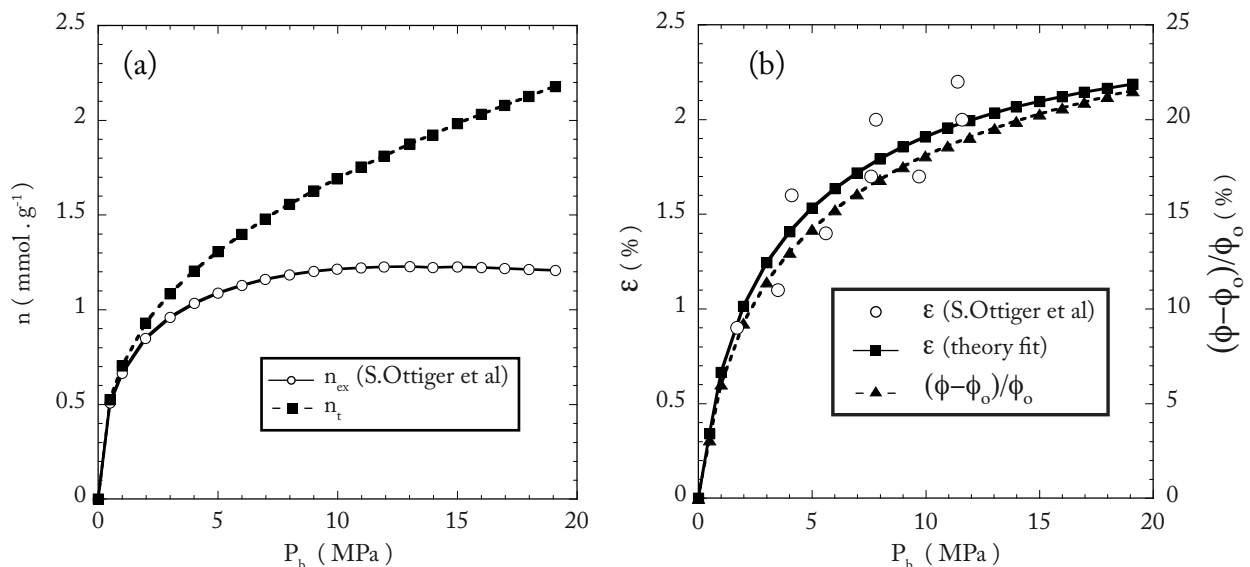 (a)
2.5
2
1.5
1
0.5
0
n ( mmol . g⁻¹ )
n_ex (S.Ottiger et al)
n_t
0 5 10 15 20
P_b ( MPa )
(b)
2.5
2
1.5
1
0.5
0
ε ( % )
ε (S.Ottiger et al)
ε (theory fit)
(ϕ−ϕ_o)/ϕ_o
25
20
15
10
5
0
(ϕ−ϕ_o)/ϕ_o ( % )
0 5 10 15 20
P_b ( MPa )